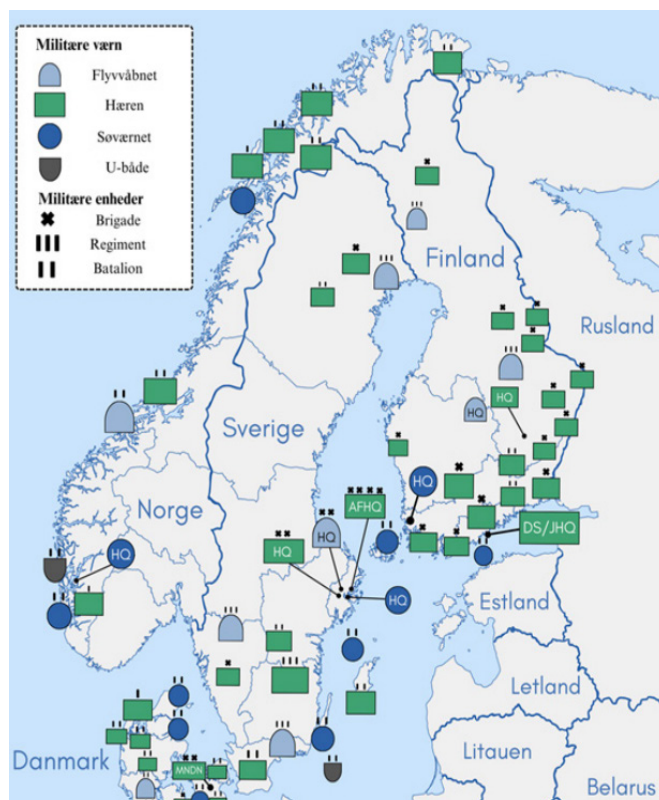 Militære værn
Flyvvåbnet
Hæren
Søværnet
U-både
Militære enheder
Brigade
Regiment
Batalion
Finland
Rusland
Sverige
HQ
HQ
Norge
HQ
AFHQ
HQ
HQ
HQ
DS/JHQ
HQ
Estland
Letland
Danmark
MNDN
Litauen
Belarus